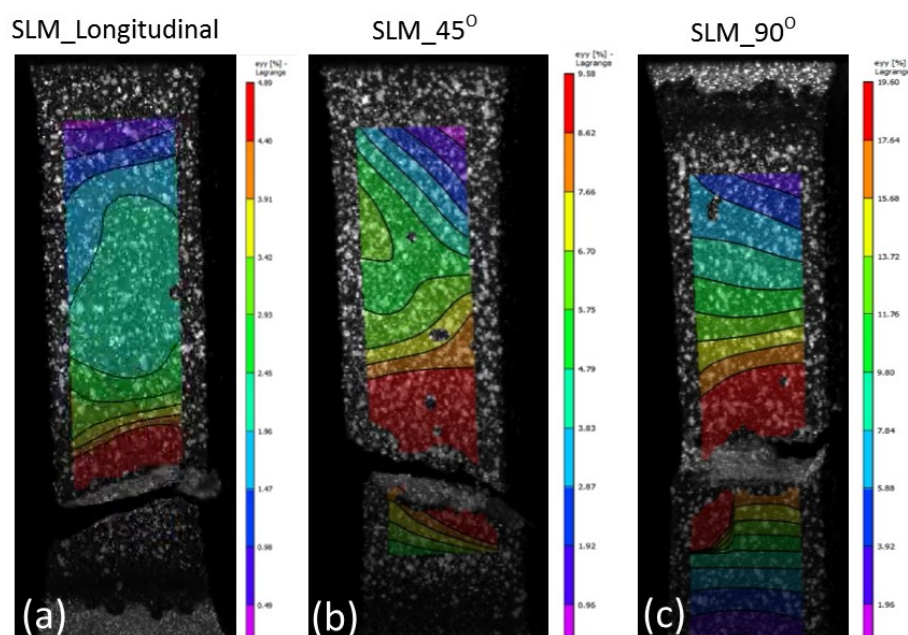 SLM_Longitudinal
SLM_45⁰
SLM_90⁰
eyy [%] -
Lagrange
4.89
4.40
3.91
3.42
2.93
2.45
1.96
1.47
0.98
0.49
eyy [%] -
Lagrange
9.58
8.62
7.66
6.70
5.75
4.79
3.83
2.87
1.92
0.96
eyy [%] -
Lagrange
19.60
17.64
15.68
13.72
11.76
9.80
7.84
5.88
3.92
1.96
(a)
(b)
(c)